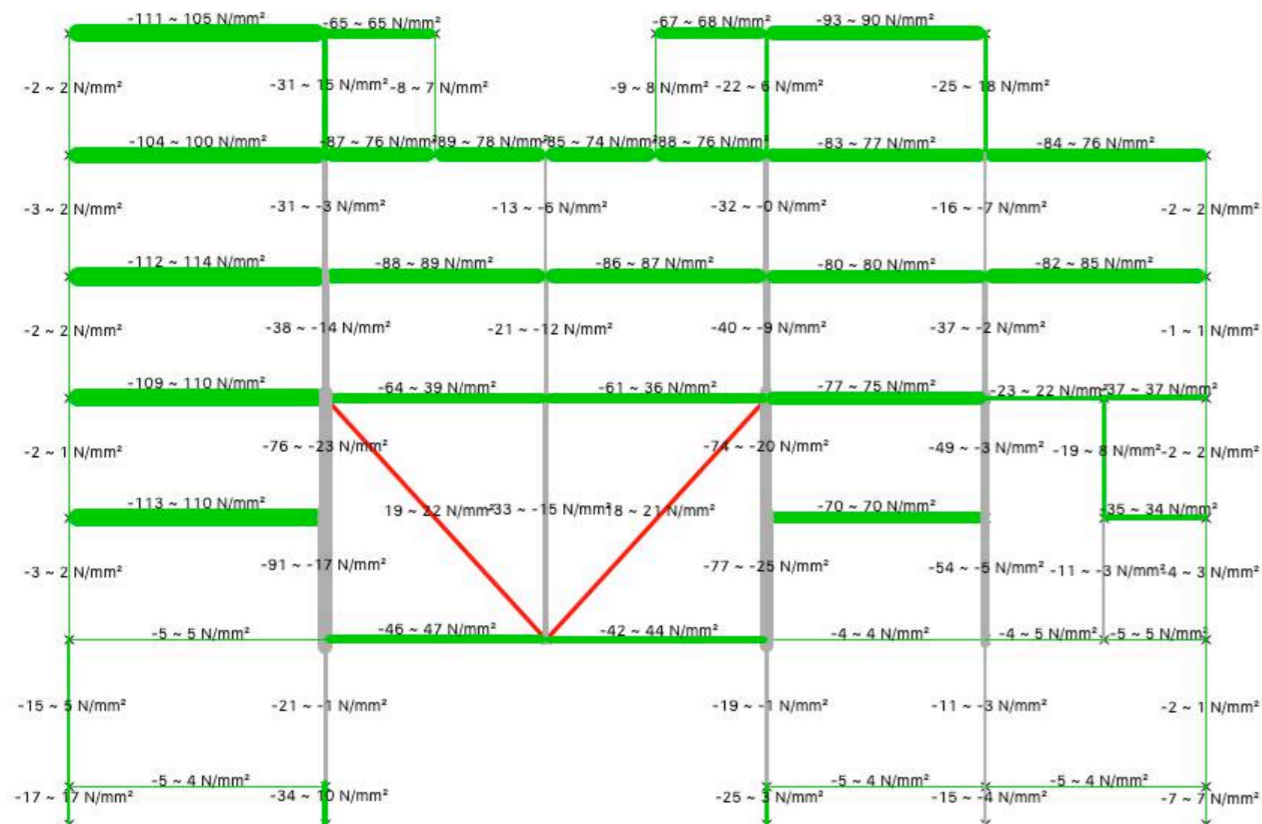 -111 ~ 105 N/mm²
-65 ~ 65 N/mm²
-67 ~ 68 N/mm²
-93 ~ 90 N/mm²
-2 ~ 2 N/mm²
-31 ~ 15 N/mm²
-8 ~ 7 N/mm²
-9 ~ 8 N/mm²
-22 ~ 6 N/mm²
-25 ~ 18 N/mm²
-104 ~ 100 N/mm²
-87 ~ 76 N/mm²
-89 ~ 78 N/mm²
-85 ~ 74 N/mm²
-88 ~ 76 N/mm²
-83 ~ 77 N/mm²
-84 ~ 76 N/mm²
-3 ~ 2 N/mm²
-31 ~ -3 N/mm²
-13 ~ -6 N/mm²
-32 ~ -0 N/mm²
-16 ~ -7 N/mm²
-2 ~ 2 N/mm²
-112 ~ 114 N/mm²
-88 ~ 89 N/mm²
-86 ~ 87 N/mm²
-80 ~ 80 N/mm²
-82 ~ 85 N/mm²
-2 ~ 2 N/mm²
-38 ~ -14 N/mm²
-21 ~ -12 N/mm²
-40 ~ -9 N/mm²
-37 ~ -2 N/mm²
-1 ~ 1 N/mm²
-109 ~ 110 N/mm²
-64 ~ 39 N/mm²
-61 ~ 36 N/mm²
-77 ~ 75 N/mm²
-23 ~ 22 N/mm²
-37 ~ 37 N/mm²
-2 ~ 1 N/mm²
-76 ~ -23 N/mm²
-74 ~ -20 N/mm²
-49 ~ -3 N/mm²
-19 ~ 8 N/mm²
-2 ~ 2 N/mm²
-113 ~ 110 N/mm²
19 ~ 22 N/mm²
-33 ~ -15 N/mm²
18 ~ 21 N/mm²
-70 ~ 70 N/mm²
-35 ~ 34 N/mm²
-3 ~ 2 N/mm²
-91 ~ -17 N/mm²
-77 ~ -25 N/mm²
-54 ~ -5 N/mm²
-11 ~ -3 N/mm²
-4 ~ 3 N/mm²
-5 ~ 5 N/mm²
-46 ~ 47 N/mm²
-42 ~ 44 N/mm²
-4 ~ 4 N/mm²
-4 ~ 5 N/mm²
-5 ~ 5 N/mm²
-15 ~ 5 N/mm²
-21 ~ -1 N/mm²
-19 ~ -1 N/mm²
-11 ~ -3 N/mm²
-2 ~ 1 N/mm²
-5 ~ 4 N/mm²
-5 ~ 4 N/mm²
-5 ~ 4 N/mm²
-17 ~ 17 N/mm²
-34 ~ 10 N/mm²
-25 ~ 3 N/mm²
-15 ~ -4 N/mm²
-7 ~ 7 N/mm²